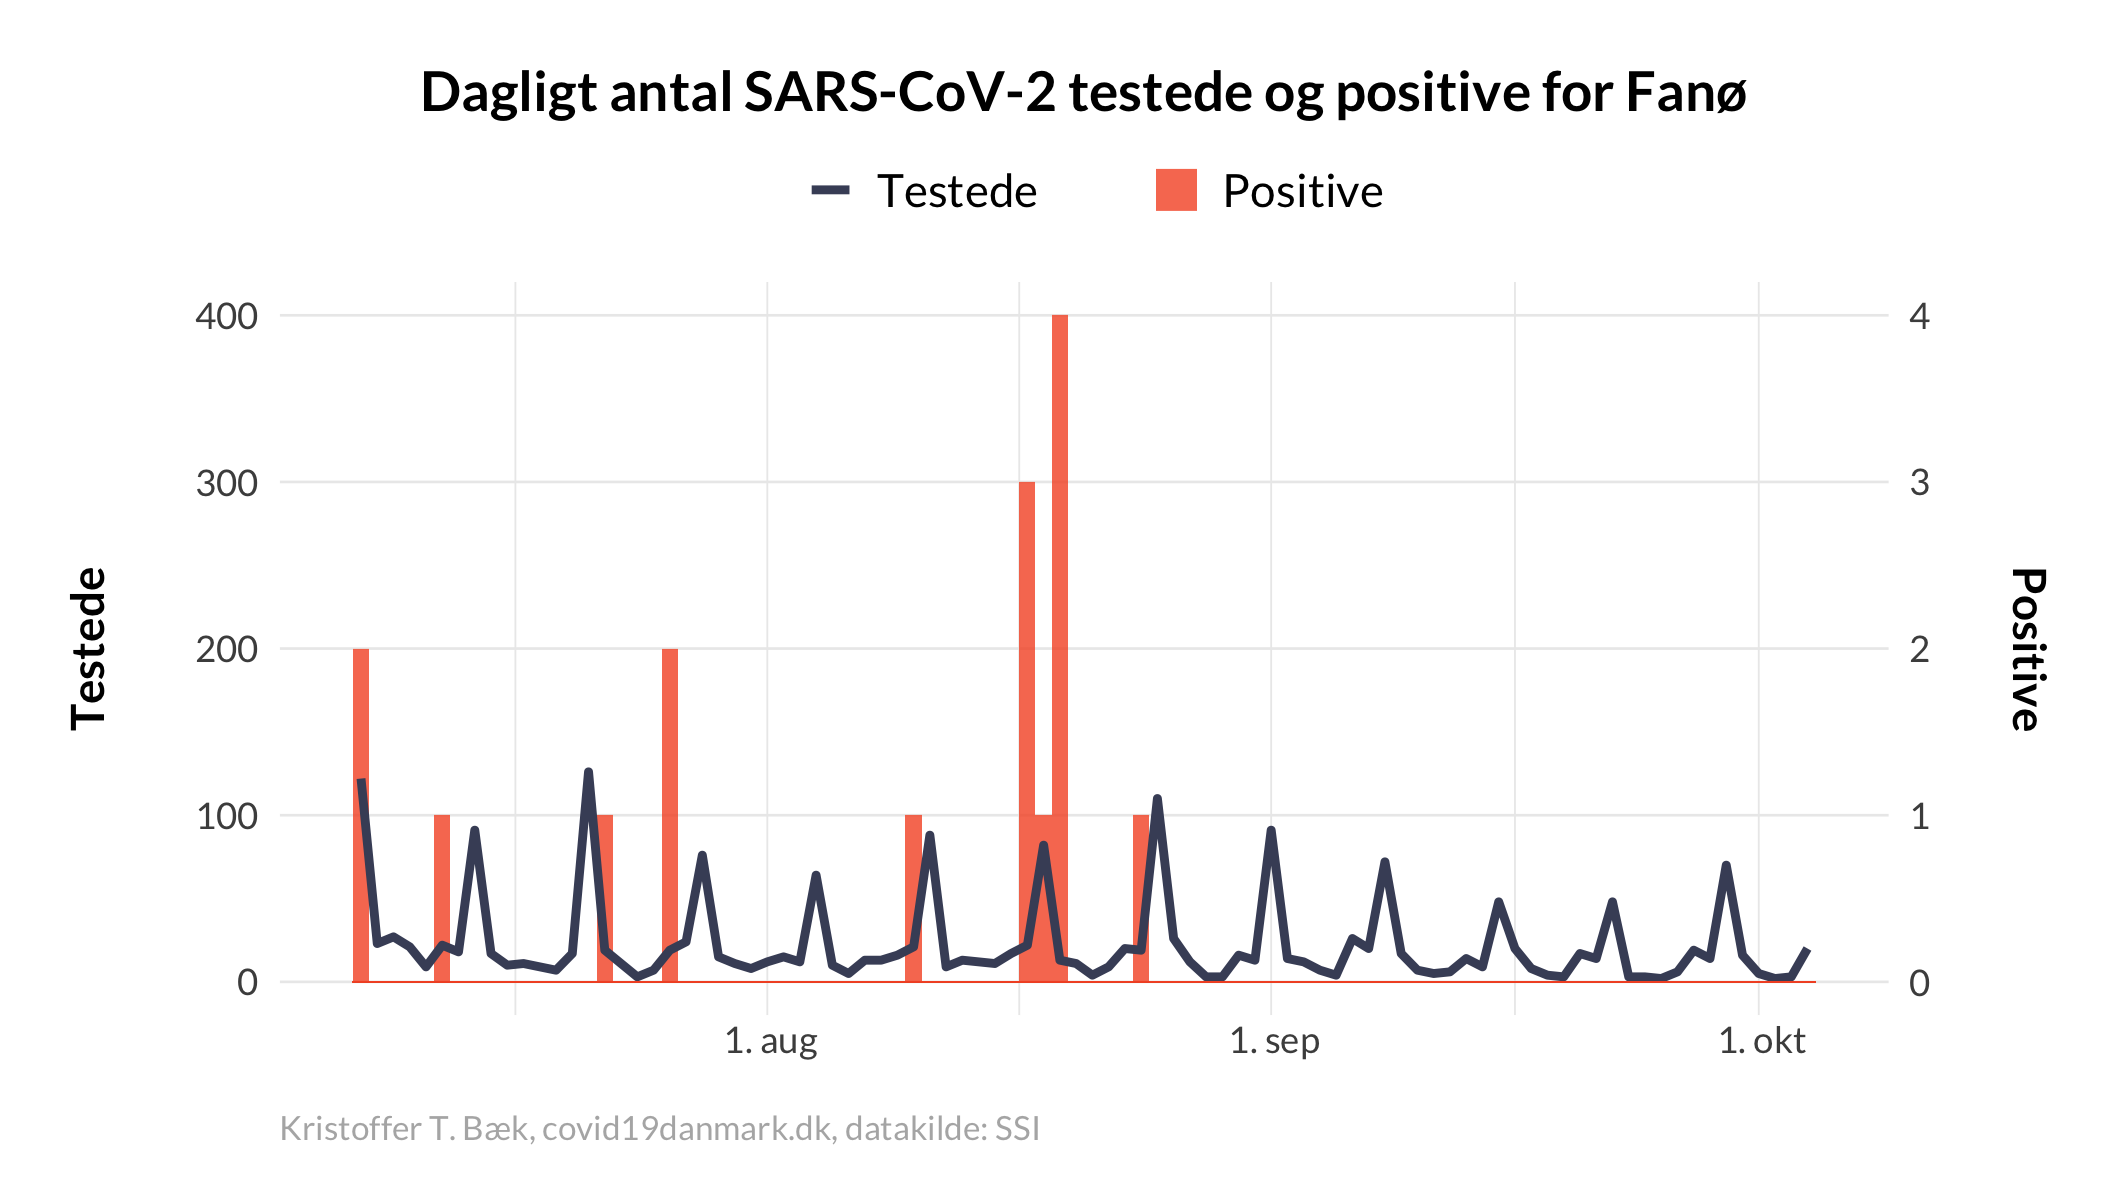 Dagligt antal SARS-CoV-2 testede og positive for Fanø
Testede Positive
400 4
300 3
200 2
100 1
0 0
Testede
Positive
1. aug 1. sep 1. okt
Kristoffer T. Bæk, covid19danmark.dk, datakilde: SSI